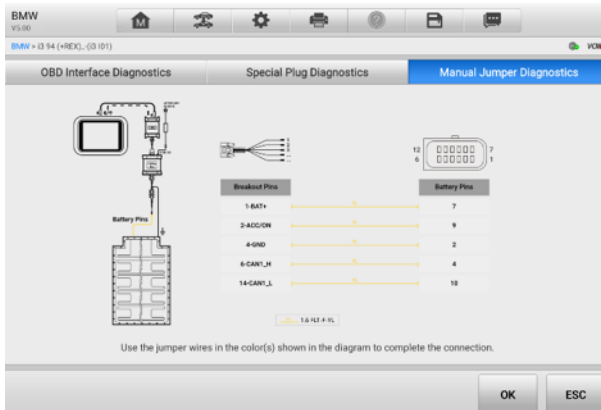 BMW
V5.00
BMW > i3 94 (+REX)_-(i3 I01)
OBD Interface Diagnostics
Special Plug Diagnostics
Manual Jumper Diagnostics
12
6
7
1
Breakout Pins
Battery Pins
1-BAT+
7
2-ACC/ON
9
4-GND
2
6-CAN1_H
4
14-CAN1_L
10
Battery Pins
Use the jumper wires in the color(s) shown in the diagram to complete the connection.
OK
ESC